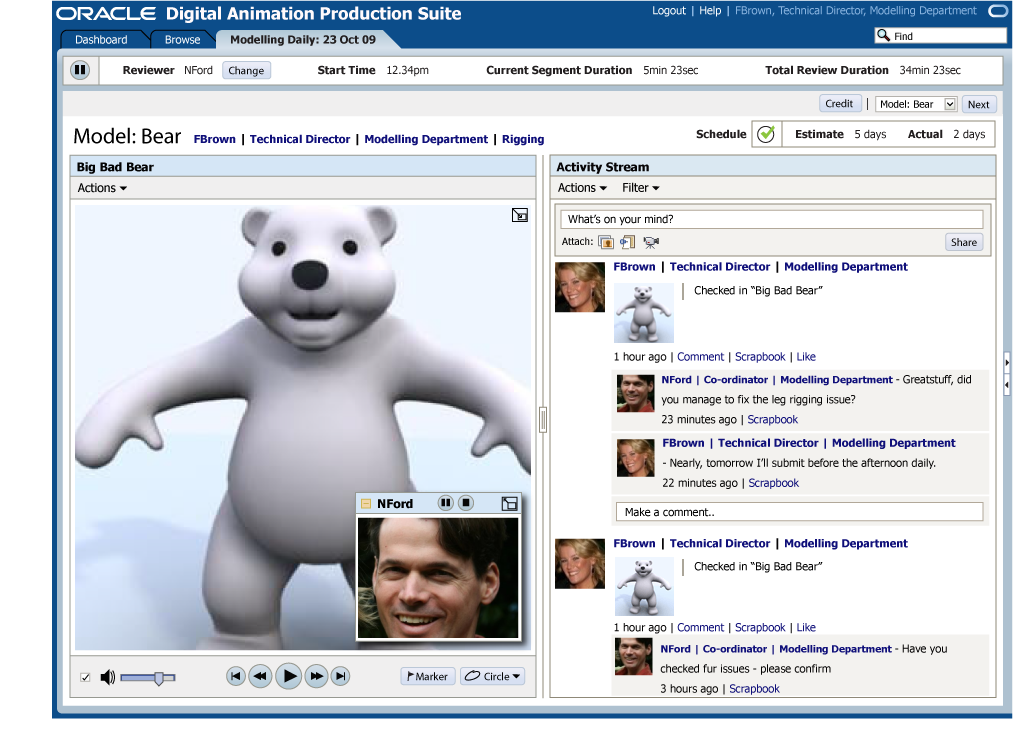 ORACLE Digital Animation Production Suite
Logout | Help | FBrown, Technical Director, Modelling Department
Dashboard Browse Modelling Daily: 23 Oct 09
Find
Reviewer NFord Change Start Time 12.34pm Current Segment Duration 5min 23sec Total Review Duration 34min 23sec
Credit | Model: Bear Next
Model: Bear FBrown | Technical Director | Modelling Department | Rigging
Schedule Estimate 5 days Actual 2 days
Big Bad Bear
Actions
NFord
Marker Circle
Activity Stream
Actions Filter
What's on your mind?
Attach: Share
FBrown | Technical Director | Modelling Department
Checked in “Big Bad Bear”
1 hour ago | Comment | Scrapbook | Like
NFord | Co-ordinator | Modelling Department - Greatstuff, did
you manage to fix the leg rigging issue?
23 minutes ago | Scrapbook
FBrown | Technical Director | Modelling Department
- Nearly, tomorrow I'll submit before the afternoon daily.
22 minutes ago | Scrapbook
Make a comment..
FBrown | Technical Director | Modelling Department
Checked in “Big Bad Bear”
1 hour ago | Comment | Scrapbook | Like
NFord | Co-ordinator | Modelling Department - Have you
checked fur issues - please confirm
3 hours ago | Scrapbook